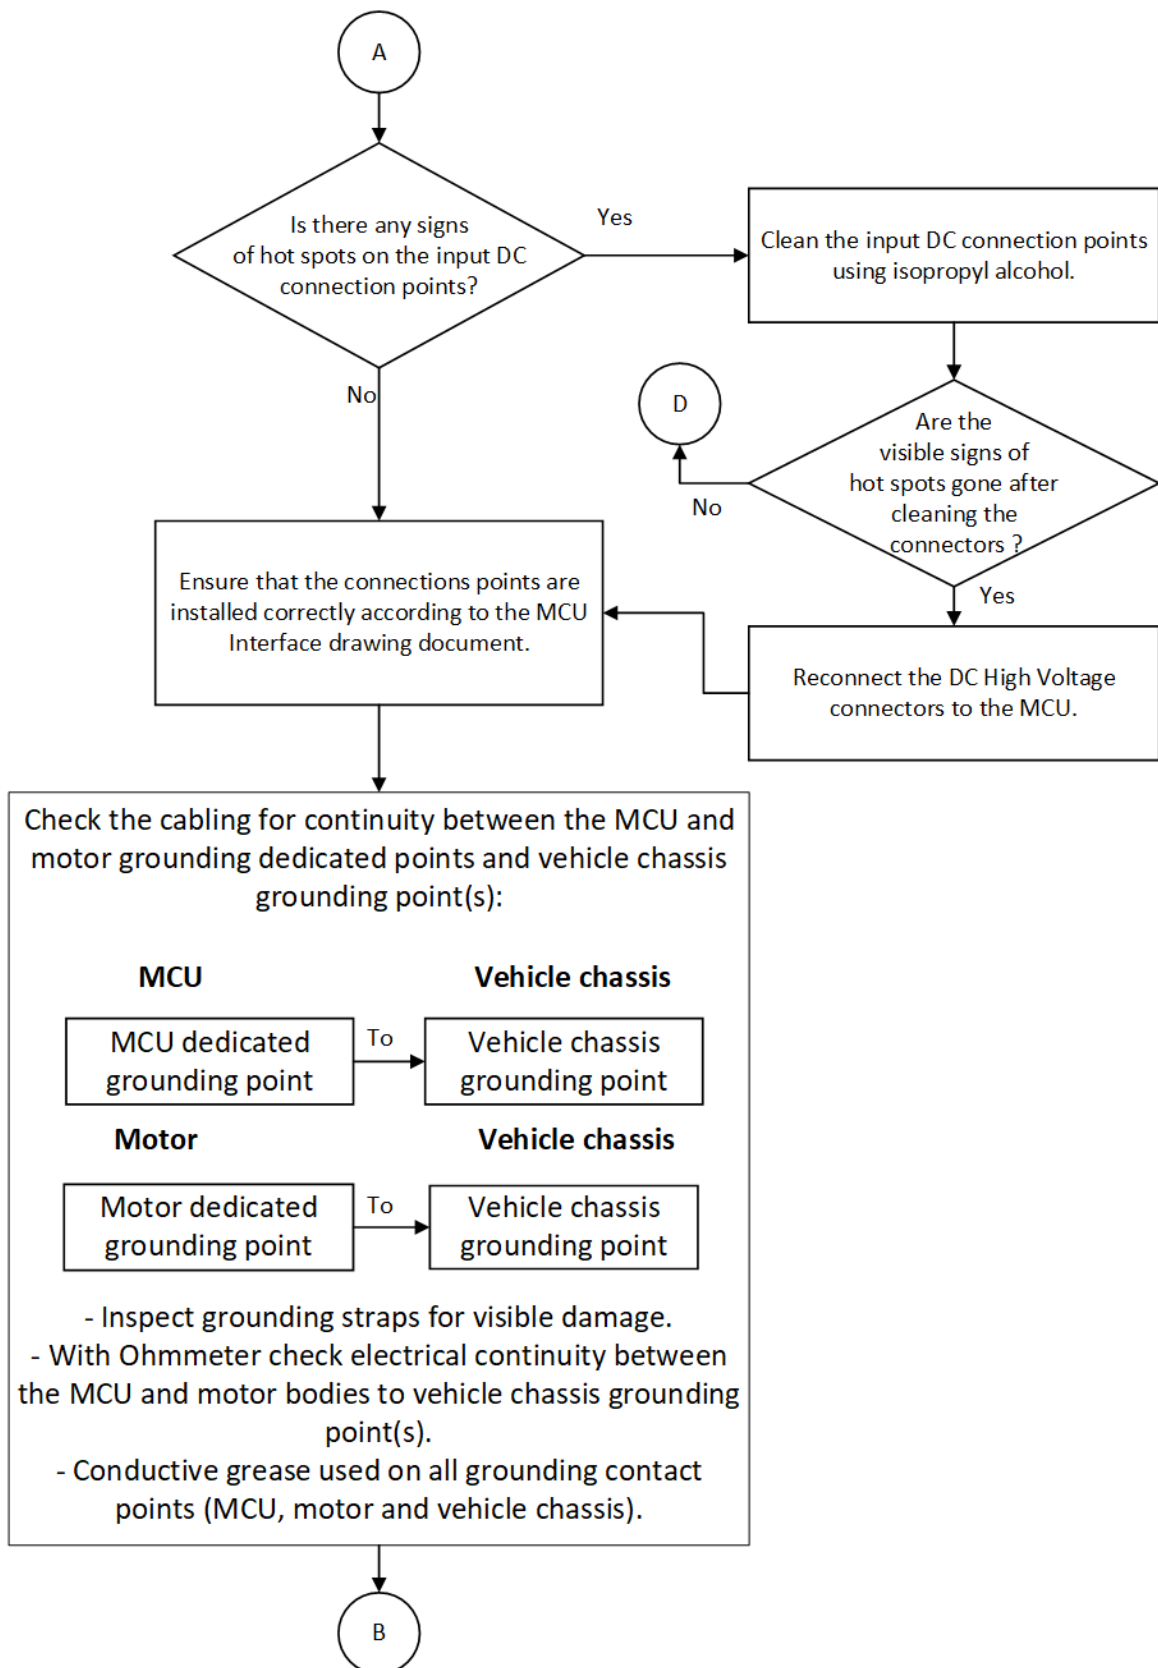 A
Is there any signs
of hot spots on the input DC
connection points?
Yes
Clean the input DC connection points
using isopropyl alcohol.
No
D
Are the
visible signs of
hot spots gone after
cleaning the
connectors ?
No
Yes
Ensure that the connections points are
installed correctly according to the MCU
Interface drawing document.
Reconnect the DC High Voltage
connectors to the MCU.
Check the cabling for continuity between the MCU and
motor grounding dedicated points and vehicle chassis
grounding point(s):
MCU
Vehicle chassis
MCU dedicated
grounding point
To
Vehicle chassis
grounding point
Motor
Vehicle chassis
Motor dedicated
grounding point
To
Vehicle chassis
grounding point
- Inspect grounding straps for visible damage.
- With Ohmmeter check electrical continuity between
the MCU and motor bodies to vehicle chassis grounding
point(s).
- Conductive grease used on all grounding contact
points (MCU, motor and vehicle chassis).
B